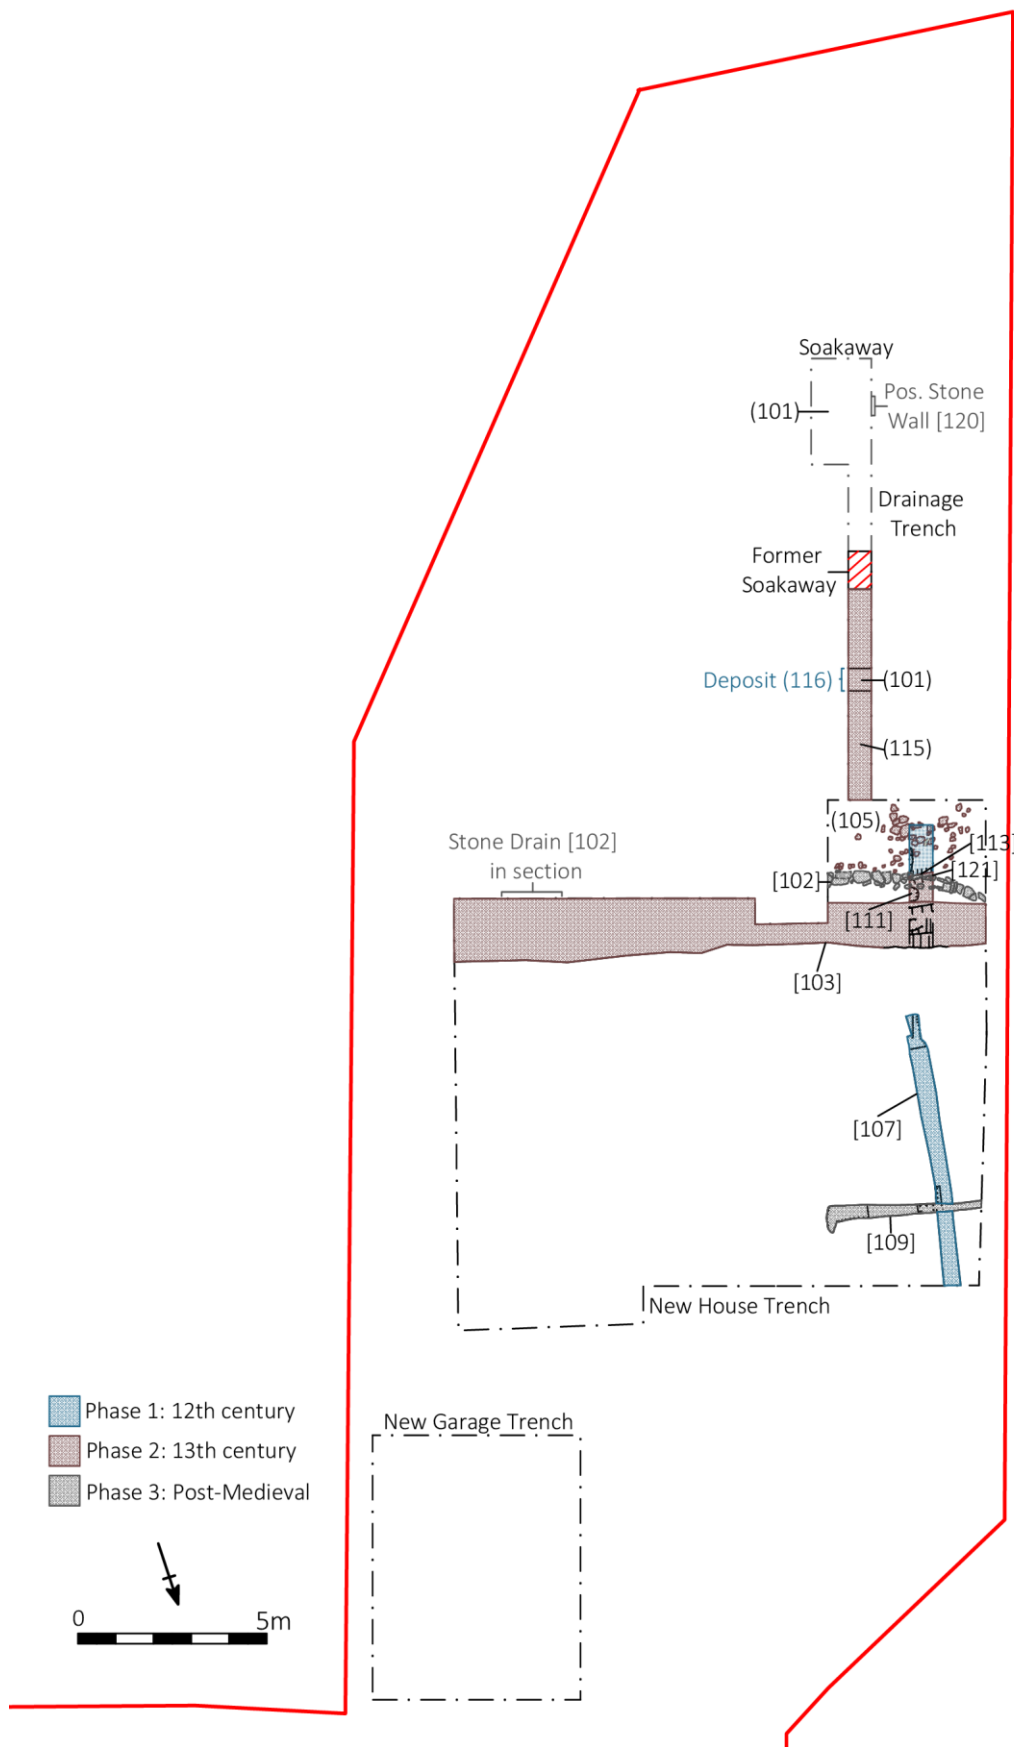 Soakaway
(101)
Pos. Stone
Wall [120]
Drainage
Trench
Former
Soakaway
Deposit (116)
(101)
(115)
(105)
Stone Drain [102]
in section
[113]
[121]
[102]
[111]
[103]
[107]
[109]
New House Trench
Phase 1: 12th century
Phase 2: 13th century
Phase 3: Post-Medieval
New Garage Trench
0 5m